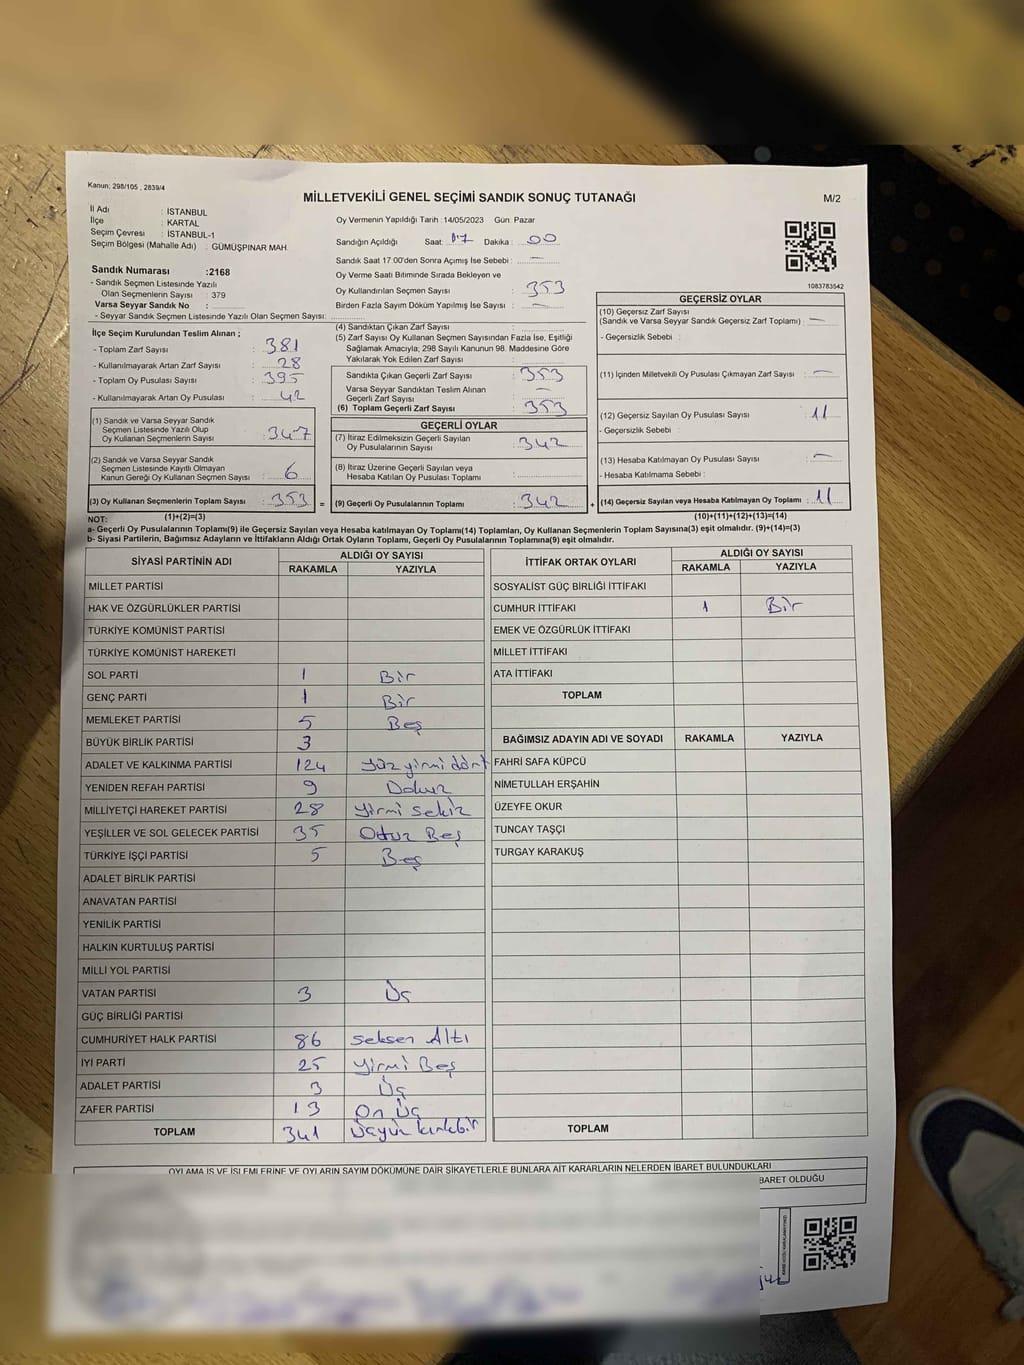 Kanun; 298/105 , 2839/4
MİLLETVEKİLİ GENEL SEÇİMİ SANDIK SONUÇ TUTANAĞI
M/2
İl Adı : İSTANBUL
İlçe : KARTAL
Seçim Çevresi : İSTANBUL-1
Seçim Bölgesi (Mahalle Adı) : GÜMÜŞPINAR MAH.
Sandık Numarası :2168
- Sandık Seçmen Listesinde Yazılı
Olan Seçmenlerin Sayısı : 379
Varsa Seyyar Sandık No :
- Seyyar Sandık Seçmen Listesinde Yazılı Olan Seçmen Sayısı:
Oy Vermenin Yapıldığı Tarih :14/05/2023 Gün: Pazar
Sandığın Açıldığı Saat: 17 Dakika : 00
Sandık Saat 17:00'den Sonra Açımış İse Sebebi : —
Oy Verme Saati Bitiminde Sırada Bekleyen ve
Oy Kullandırılan Seçmen Sayısı : 353
Birden Fazla Sayım Döküm Yapılmış İse Sayısı : —
1083783542
İlçe Seçim Kurulundan Teslim Alınan ;
- Toplam Zarf Sayısı : 381
- Kullanılmayarak Artan Zarf Sayısı : 28
- Toplam Oy Pusulası Sayısı : 395
- Kullanılmayarak Artan Oy Pusulası : 42
(1) Sandık ve Varsa Seyyar Sandık
Seçmen Listesinde Yazılı Olup
Oy Kullanan Seçmenlerin Sayısı : 347
(2) Sandık ve Varsa Seyyar Sandık
Seçmen Listesinde Kayıtlı Olmayan
Kanun Gereği Oy Kullanan Seçmen Sayısı : 6
(3) Oy Kullanan Seçmenlerin Toplam Sayısı : 353 =
(1)+(2)=(3)
(4) Sandıktan Çıkan Zarf Sayısı :
(5) Zarf Sayısı Oy Kullanan Seçmen Sayısından Fazla İse, Eşitliği
Sağlamak Amacıyla, 298 Sayılı Kanunun 98. Maddesine Göre
Yakılarak Yok Edilen Zarf Sayısı :
Sandıkta Çıkan Geçerli Zarf Sayısı : 353
Varsa Seyyar Sandıktan Teslim Alınan
Geçerli Zarf Sayısı : —
(6) Toplam Geçerli Zarf Sayısı : 353
GEÇERLİ OYLAR
(7) İtiraz Edilmeksizin Geçerli Sayılan
Oy Pusulalarının Sayısı : 342
(8) İtiraz Üzerine Geçerli Sayılan veya
Hesaba Katılan Oy Pusulası Toplamı :
(9) Geçerli Oy Pusulalarının Toplamı : 342 +
GEÇERSİZ OYLAR
(10) Geçersiz Zarf Sayısı
(Sandık ve Varsa Seyyar Sandık Geçersiz Zarf Toplamı) : —
- Geçersizlik Sebebi :
(11) İçinden Milletvekili Oy Pusulası Çıkmayan Zarf Sayısı : —
(12) Geçersiz Sayılan Oy Pusulası Sayısı : 11
- Geçersizlik Sebebi :
(13) Hesaba Katılmayan Oy Pusulası Sayısı : —
- Hesaba Katılmama Sebebi :
(14) Geçersiz Sayılan veya Hesaba Katılmayan Oy Toplamı : 11
(10)+(11)+(12)+(13)=(14)
NOT:
a- Geçerli Oy Pusulalarının Toplamı(9) ile Geçersiz Sayılan veya Hesaba katılmayan Oy Toplamı(14) Toplamları, Oy Kullanan Seçmenlerin Toplam Sayısına(3) eşit olmalıdır. (9)+(14)=(3)
b- Siyasi Partilerin, Bağımsız Adayların ve İttifakların Aldığı Ortak Oyların Toplamı, Geçerli Oy Pusulalarının Toplamına(9) eşit olmalıdır.
SİYASİ PARTİNİN ADI ALDIĞI OY SAYISI
RAKAMLA YAZIYLA
MİLLET PARTİSİ
HAK VE ÖZGÜRLÜKLER PARTİSİ
TÜRKİYE KOMÜNİST PARTİSİ
TÜRKİYE KOMÜNİST HAREKETİ
SOL PARTİ 1 Bir
GENÇ PARTİ 1 Bir
MEMLEKET PARTİSİ 5 Beş
BÜYÜK BİRLİK PARTİSİ 3
ADALET VE KALKINMA PARTİSİ 124 yüz yirmi dört
YENİDEN REFAH PARTİSİ 9 Dokuz
MİLLİYETÇİ HAREKET PARTİSİ 28 yirmi sekiz
YEŞİLLER VE SOL GELECEK PARTİSİ 35 Otuz Beş
TÜRKİYE İŞÇİ PARTİSİ 5 Beş
ADALET BİRLİK PARTİSİ
ANAVATAN PARTİSİ
YENİLİK PARTİSİ
HALKIN KURTULUŞ PARTİSİ
MİLLİ YOL PARTİSİ
VATAN PARTİSİ 3 Üç
GÜÇ BİRLİĞİ PARTİSİ
CUMHURİYET HALK PARTİSİ 86 seksen Altı
İYİ PARTİ 25 yirmi Beş
ADALET PARTİSİ 3 Üç
ZAFER PARTİSİ 13 On Üç
TOPLAM 341
İTTİFAK ORTAK OYLARI ALDIĞI OY SAYISI
RAKAMLA YAZIYLA
SOSYALİST GÜÇ BİRLİĞİ İTTİFAKI
CUMHUR İTTİFAKI 1 Bir
EMEK VE ÖZGÜRLÜK İTTİFAKI
MİLLET İTTİFAKI
ATA İTTİFAKI
TOPLAM
BAĞIMSIZ ADAYIN ADI VE SOYADI RAKAMLA YAZIYLA
FAHRİ SAFA KÜPCÜ
NİMETULLAH ERŞAHİN
ÜZEYFE OKUR
TUNCAY TAŞÇI
TURGAY KARAKUŞ
TOPLAM
OYLAMA İŞ VE İŞLEMLERİNE VE OYLARIN SAYIM DÖKÜMÜNE DAİR ŞİKAYETLERLE BUNLARA AİT KARARLARIN NELERDEN İBARET BULUNDUKLARI
BARET OLDUĞU